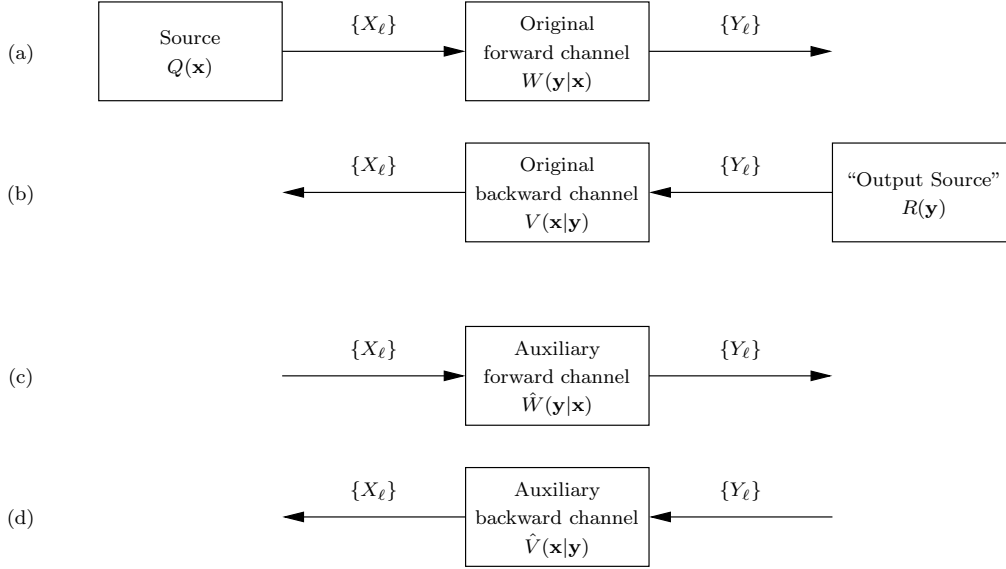 (a)
Source
Q(𝐱)
{X_ℓ}
Original
forward channel
W(𝐲|𝐱)
{Y_ℓ}
(b)
{X_ℓ}
Original
backward channel
V(𝐱|𝐲)
{Y_ℓ}
“Output Source”
R(𝐲)
(c)
{X_ℓ}
Auxiliary
forward channel
Ŵ(𝐲|𝐱)
{Y_ℓ}
(d)
{X_ℓ}
Auxiliary
backward channel
V̂(𝐱|𝐲)
{Y_ℓ}